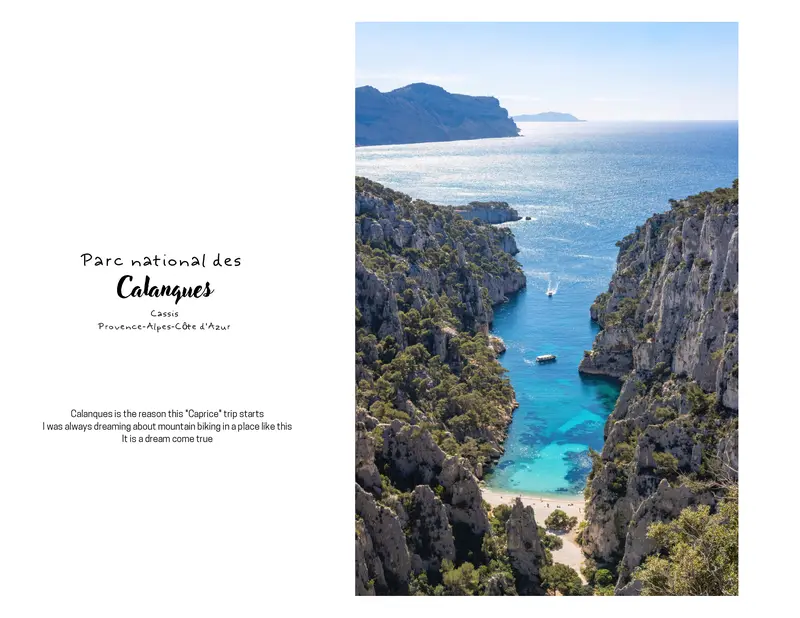 Parc national des
Calanques
Cassis
Provence-Alpes-Côte d'Azur
Calanques is the reason this "Caprice" trip starts
I was always dreaming about mountain biking in a place like this
It is a dream come true